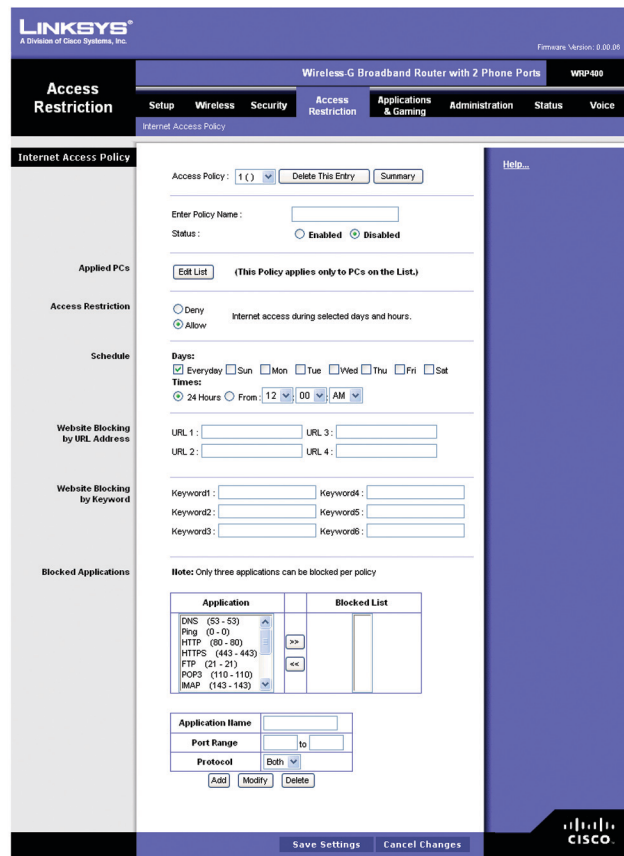 LINKSYS®
A Division of Cisco Systems, Inc.
Firmware Version: 0.00.06
Wireless-G Broadband Router with 2 Phone Ports WRP400
Access Restriction
Setup Wireless Security Access Restriction Applications & Gaming Administration Status Voice
Internet Access Policy
Internet Access Policy
Help...
Access Policy : 1 ( ) Delete This Entry Summary
Enter Policy Name :
Status : Enabled Disabled
Applied PCs
Edit List (This Policy applies only to PCs on the List.)
Access Restriction
Deny
Allow
Internet access during selected days and hours.
Schedule
Days:
Everyday Sun Mon Tue Wed Thu Fri Sat
Times:
24 Hours From : 12 : 00 : AM
Website Blocking by URL Address
URL 1 : URL 3 :
URL 2 : URL 4 :
Website Blocking by Keyword
Keyword1 : Keyword4 :
Keyword2 : Keyword5 :
Keyword3 : Keyword6 :
Blocked Applications
Note: Only three applications can be blocked per policy
Application Blocked List
DNS (53 - 53)
Ping (0 - 0)
HTTP (80 - 80)
HTTPS (443 - 443)
FTP (21 - 21)
POP3 (110 - 110)
IMAP (143 - 143)
>>
<<
Application Name
Port Range to
Protocol Both
Add Modify Delete
Save Settings Cancel Changes
CISCO.